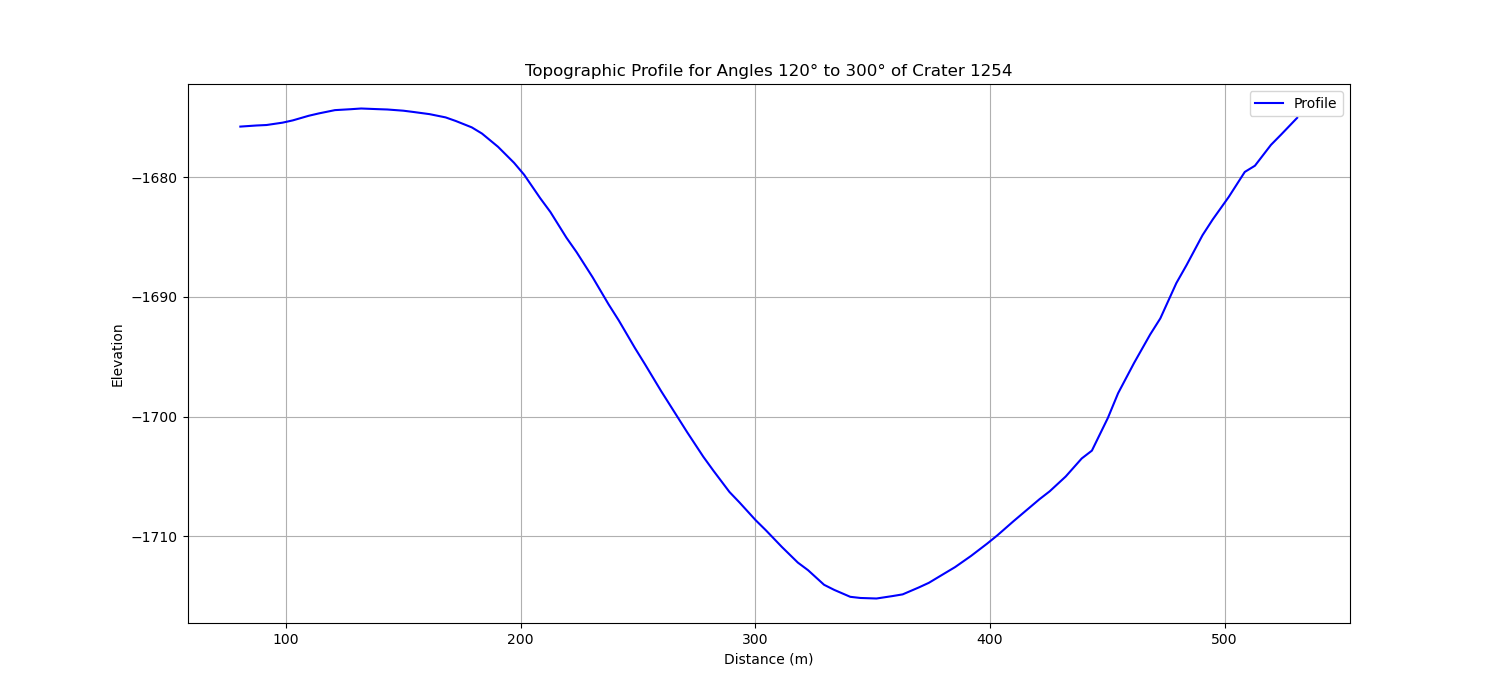 Topographic Profile for Angles 120° to 300° of Crater 1254
Profile
−1680
−1690
−1700
−1710
Elevation
100 200 300 400 500
Distance (m)